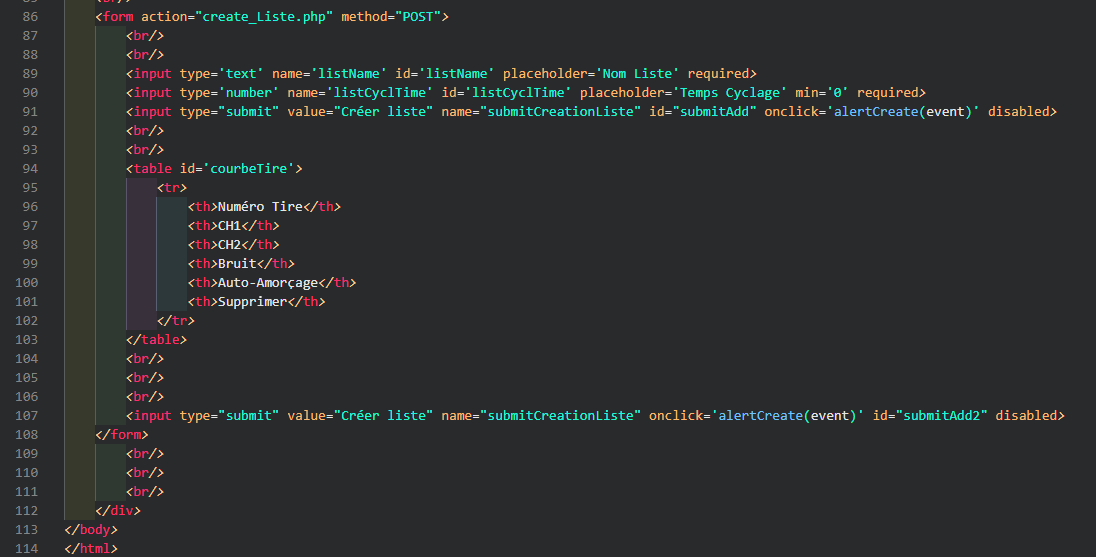 85 <br/>
86 <form action="create_Liste.php" method="POST">
87 <br/>
88 <br/>
89 <input type='text' name='listName' id='listName' placeholder='Nom Liste' required>
90 <input type='number' name='listCyclTime' id='listCyclTime' placeholder='Temps Cyclage' min='0' required>
91 <input type="submit" value="Créer liste" name="submitCreationListe" id="submitAdd" onclick='alertCreate(event)' disabled>
92 <br/>
93 <br/>
94 <table id='courbeTire'>
95 <tr>
96 <th>Numéro Tire</th>
97 <th>CH1</th>
98 <th>CH2</th>
99 <th>Bruit</th>
100 <th>Auto-Amorçage</th>
101 <th>Supprimer</th>
102 </tr>
103 </table>
104 <br/>
105 <br/>
106 <br/>
107 <input type="submit" value="Créer liste" name="submitCreationListe" onclick='alertCreate(event)' id="submitAdd2" disabled>
108 </form>
109 <br/>
110 <br/>
111 <br/>
112 </div>
113 </body>
114 </html>